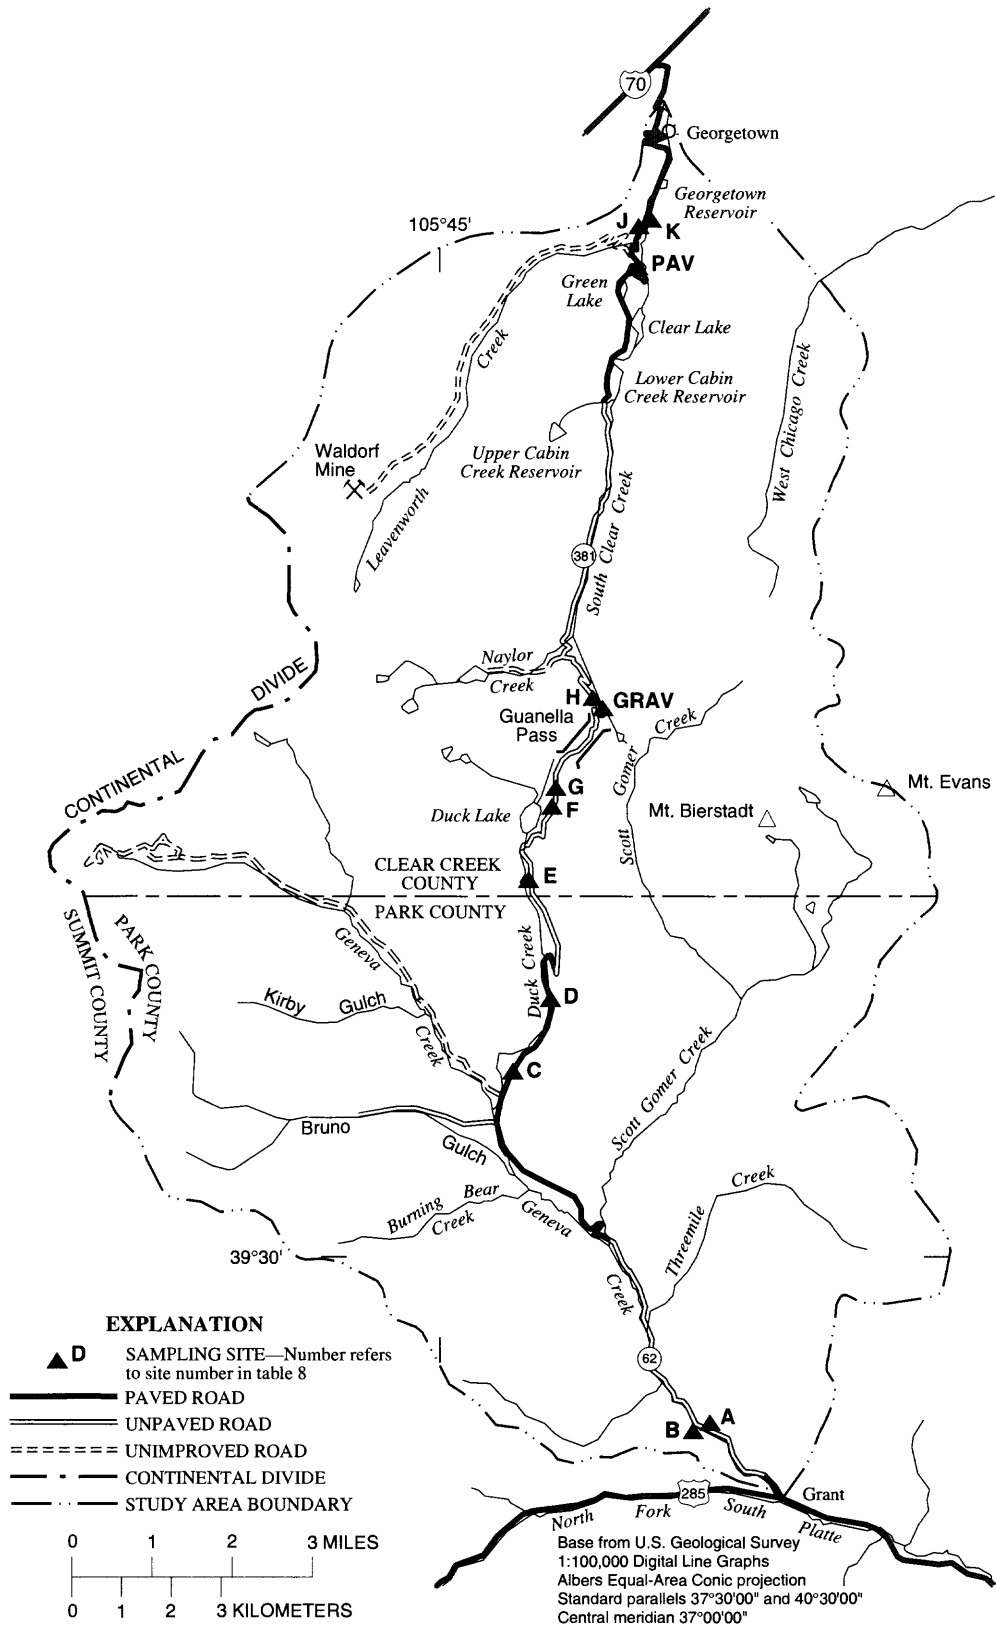 70
Georgetown
Georgetown
Reservoir
105°45'
J
K
PAV
Green
Lake
Clear Lake
Creek
Lower Cabin
Creek Reservoir
West Chicago Creek
Waldorf
Mine
Upper Cabin
Creek Reservoir
Leavenworth
South Clear Creek
381
Naylor
Creek
DIVIDE
H
GRAV
Guanella
Pass
Creek
Gomer
Scott
CONTINENTAL
G
F
Duck Lake
Mt. Bierstadt
Mt. Evans
CLEAR CREEK
COUNTY
E
PARK COUNTY
SUMMIT COUNTY
PARK COUNTY
Geneva
Creek
Duck Creek
Kirby Gulch
D
C
Scott Gomer Creek
Bruno
Gulch
Burning Bear
Creek
Geneva
Creek
Threemile
Creek
39°30'
62
A
B
EXPLANATION
D SAMPLING SITE—Number refers
to site number in table 8
PAVED ROAD
UNPAVED ROAD
UNIMPROVED ROAD
CONTINENTAL DIVIDE
STUDY AREA BOUNDARY
285
Grant
North Fork South Platte
0 1 2 3 MILES
0 1 2 3 KILOMETERS
Base from U.S. Geological Survey
1:100,000 Digital Line Graphs
Albers Equal-Area Conic projection
Standard parallels 37°30'00" and 40°30'00"
Central meridian 37°00'00"